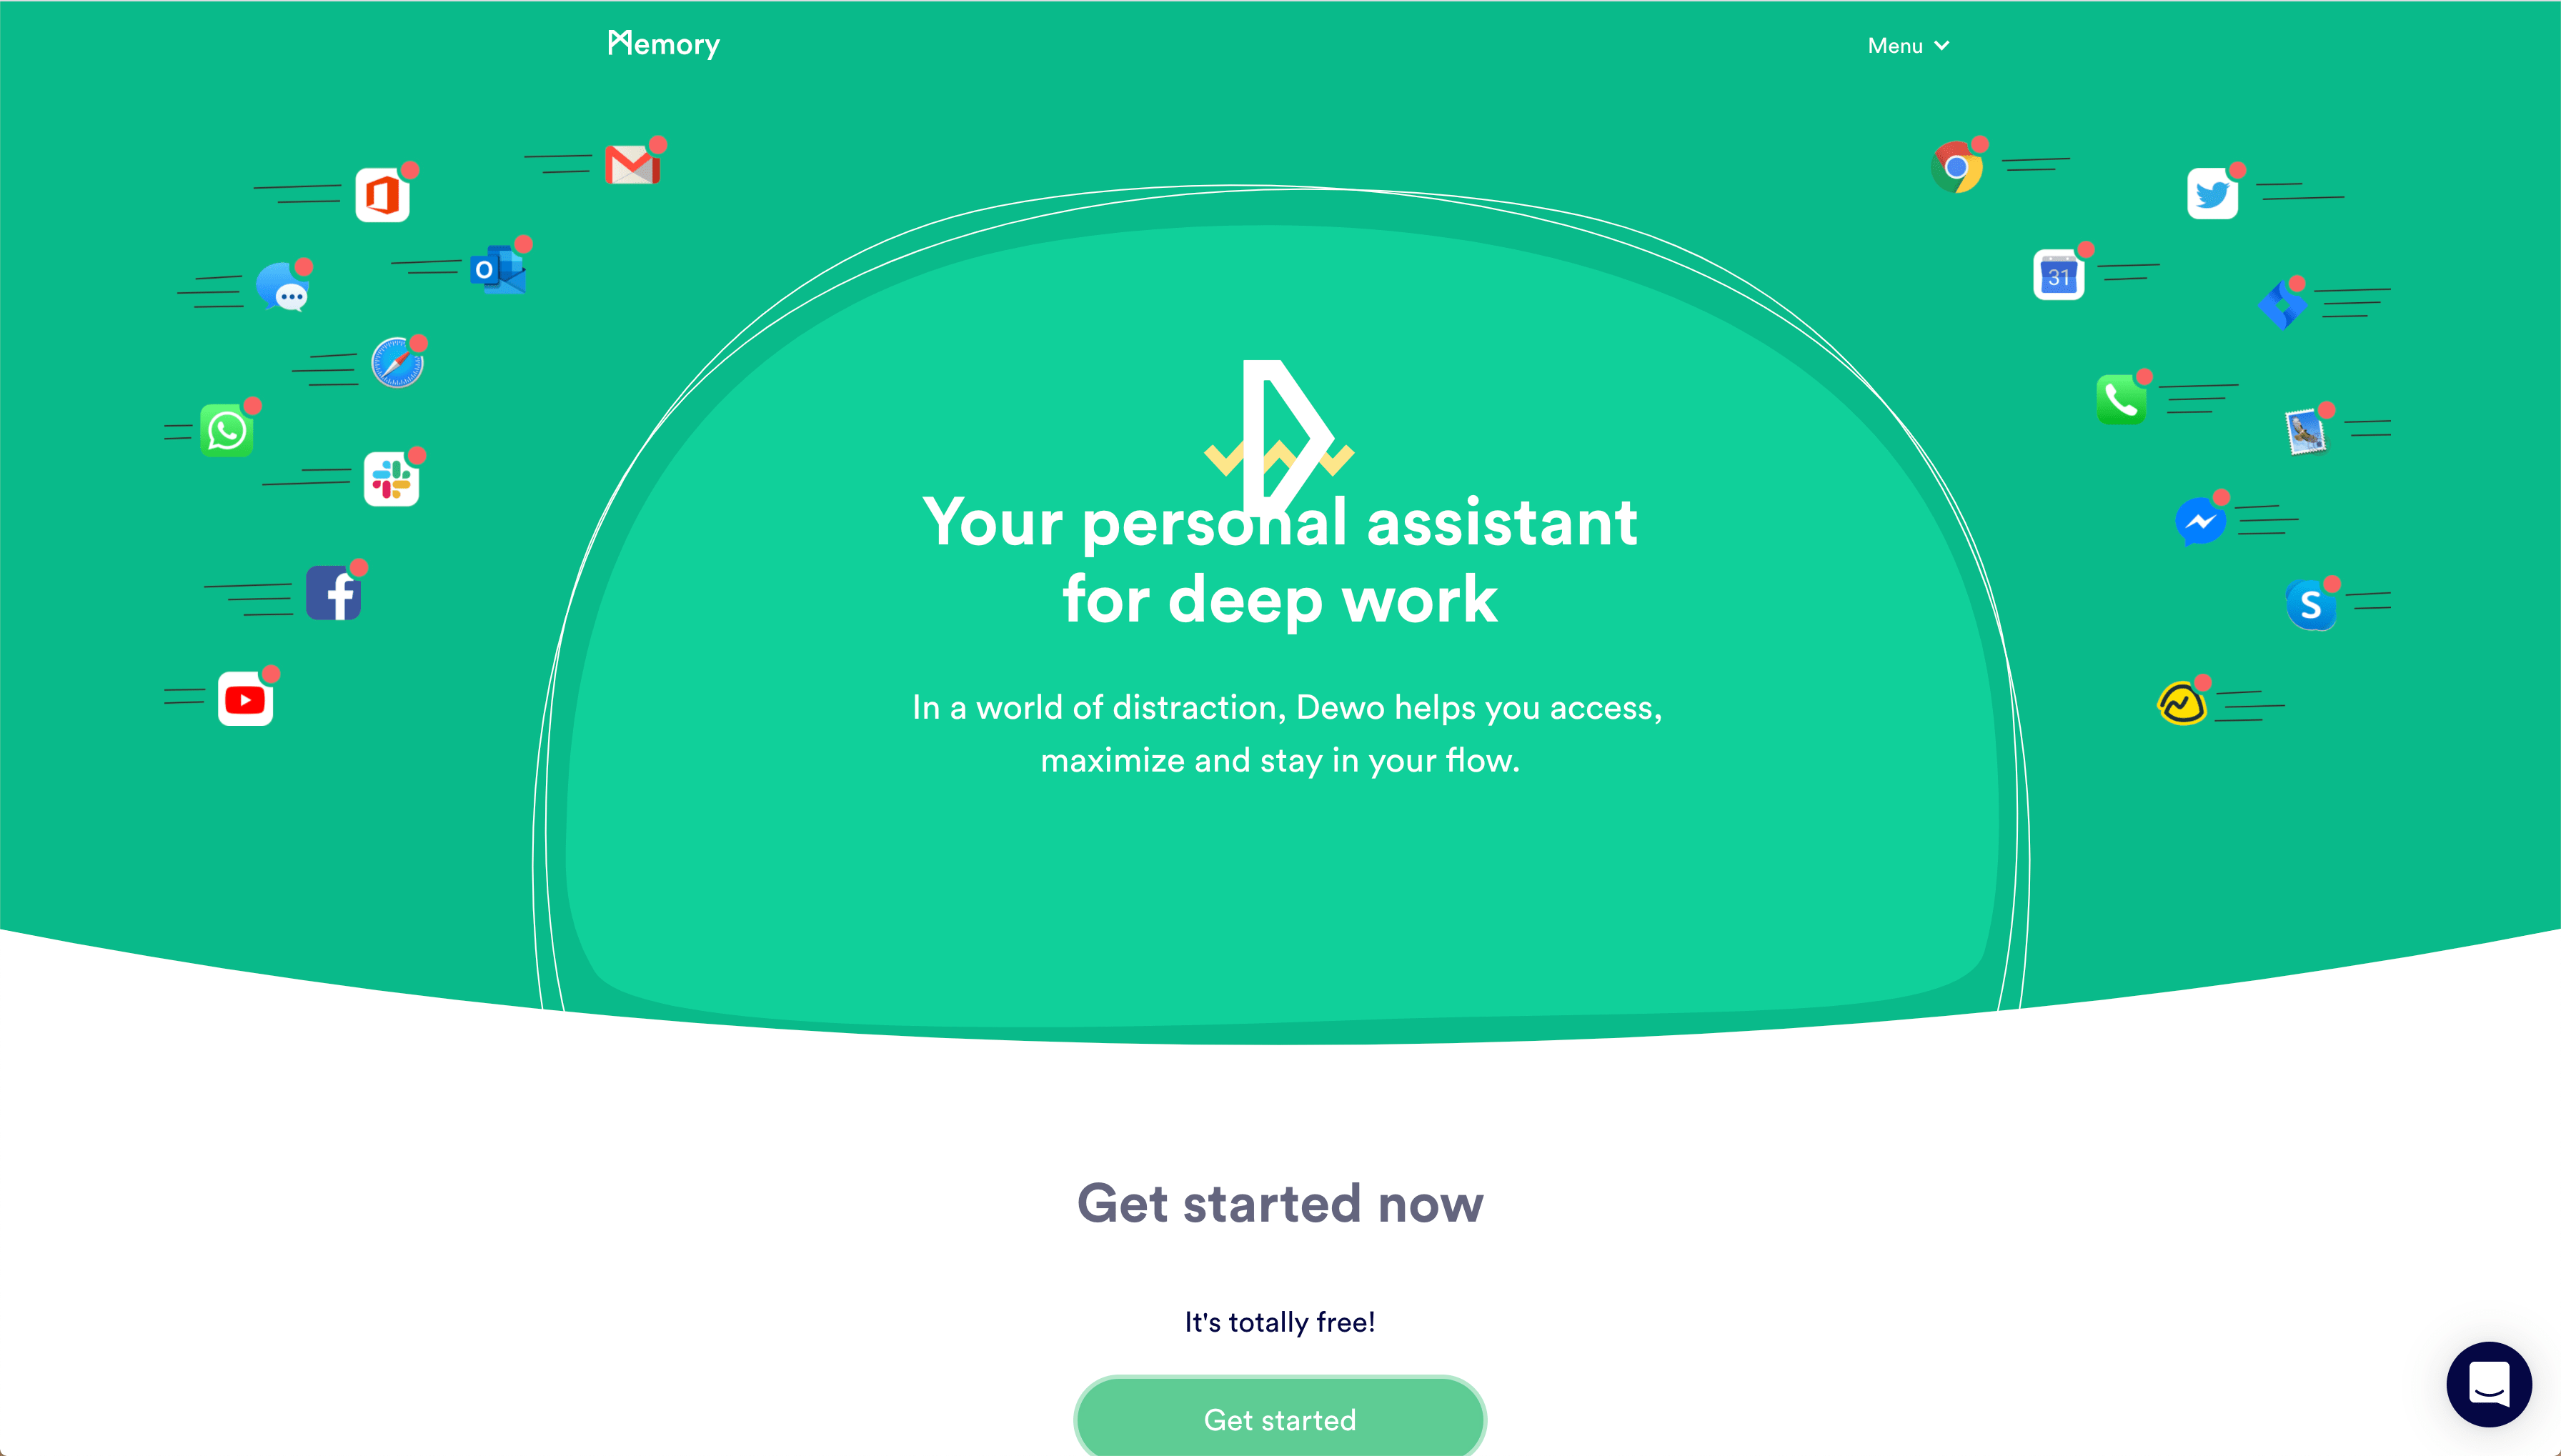 Memory
Menu
31
O
S
Your personal assistant
for deep work
In a world of distraction, Dewo helps you access,
maximize and stay in your flow.
Get started now
It's totally free!
Get started